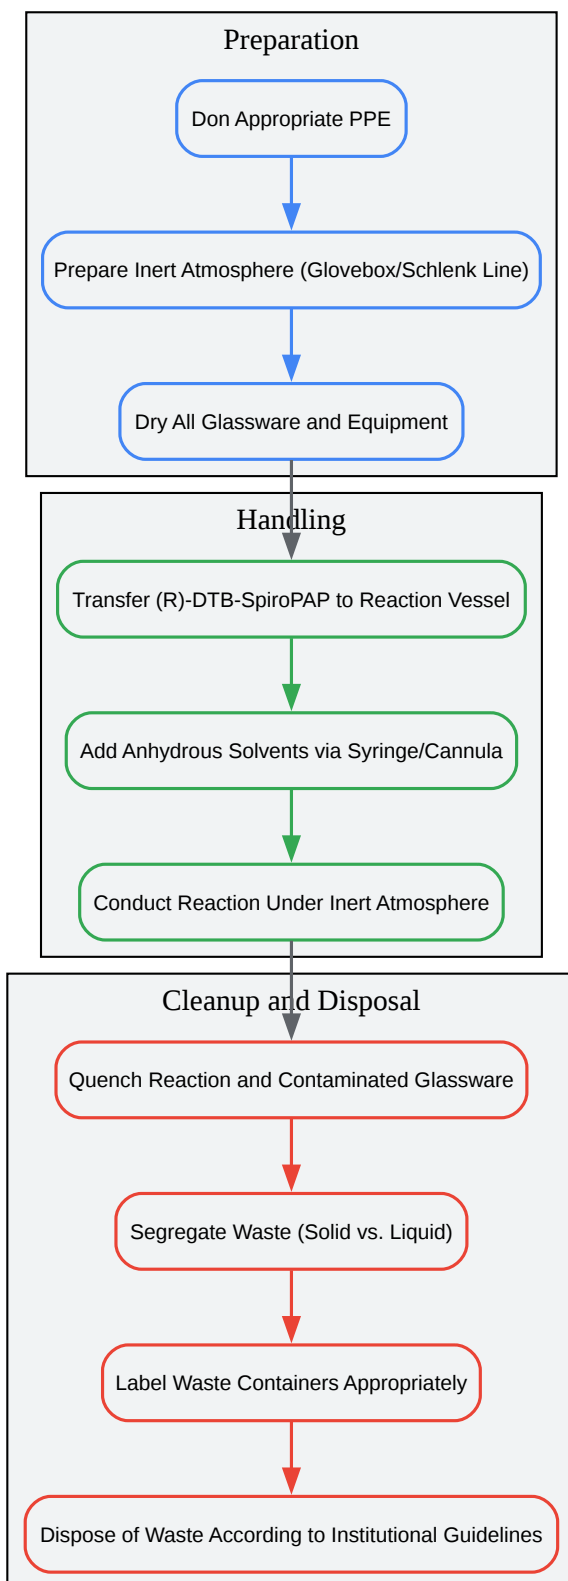 Preparation
Don Appropriate PPE
Prepare Inert Atmosphere (Glovebox/Schlenk Line)
Dry All Glassware and Equipment
Handling
Transfer (R)-DTB-SpiroPAP to Reaction Vessel
Add Anhydrous Solvents via Syringe/Cannula
Conduct Reaction Under Inert Atmosphere
Cleanup and Disposal
Quench Reaction and Contaminated Glassware
Segregate Waste (Solid vs. Liquid)
Label Waste Containers Appropriately
Dispose of Waste According to Institutional Guidelines